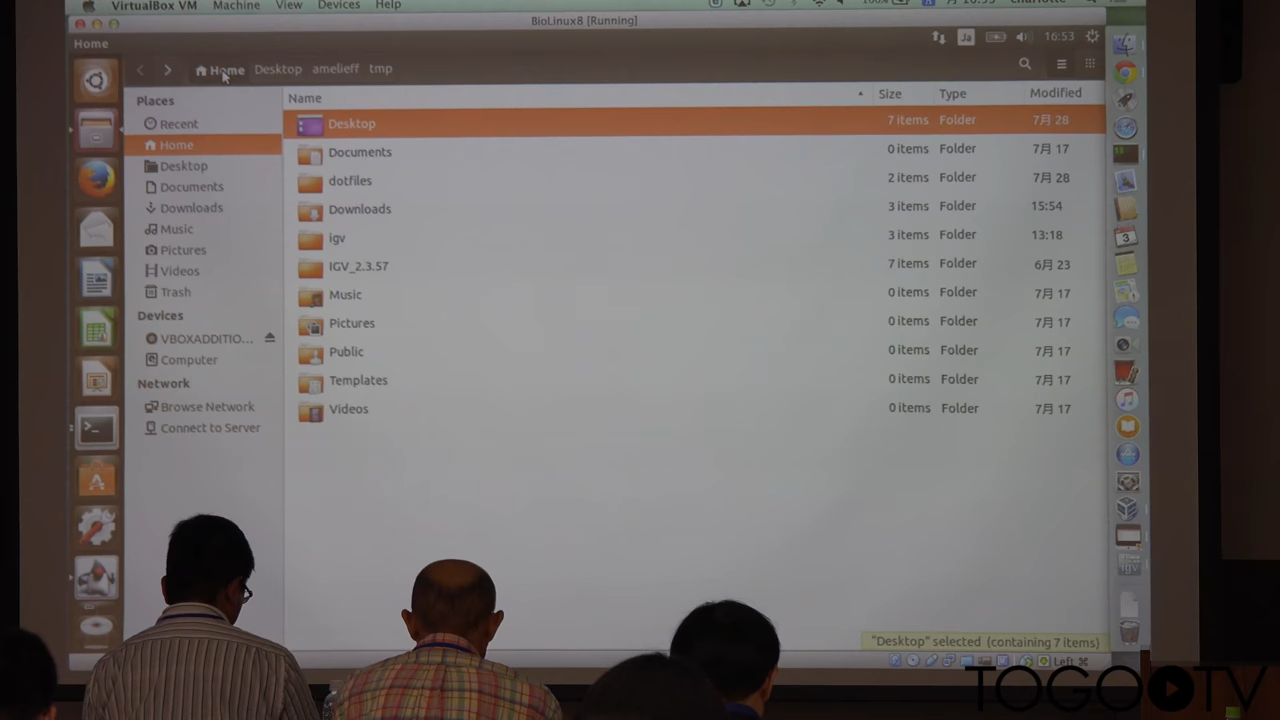 VirtualBox VM Machine View Devices Help
BioLinux8 [Running]
Home
Ja 16:53
Home Desktop amelieff tmp
Places
Recent
Home
Desktop
Documents
Downloads
Music
Pictures
Videos
Trash
Devices
VBOXADDITIO...
Computer
Network
Browse Network
Connect to Server
Name Size Type Modified
Desktop 7 items Folder 7月 28
Documents 0 items Folder 7月 17
dotfiles 2 items Folder 7月 28
Downloads 3 items Folder 15:54
igv 3 items Folder 13:18
IGV_2.3.57 7 items Folder 6月 23
Music 0 items Folder 7月 17
Pictures 0 items Folder 7月 17
Public 0 items Folder 7月 17
Templates 0 items Folder 7月 17
Videos 0 items Folder 7月 17
3
igv
"Desktop" selected (containing 7 items)
Left ⌘
TOGOTV